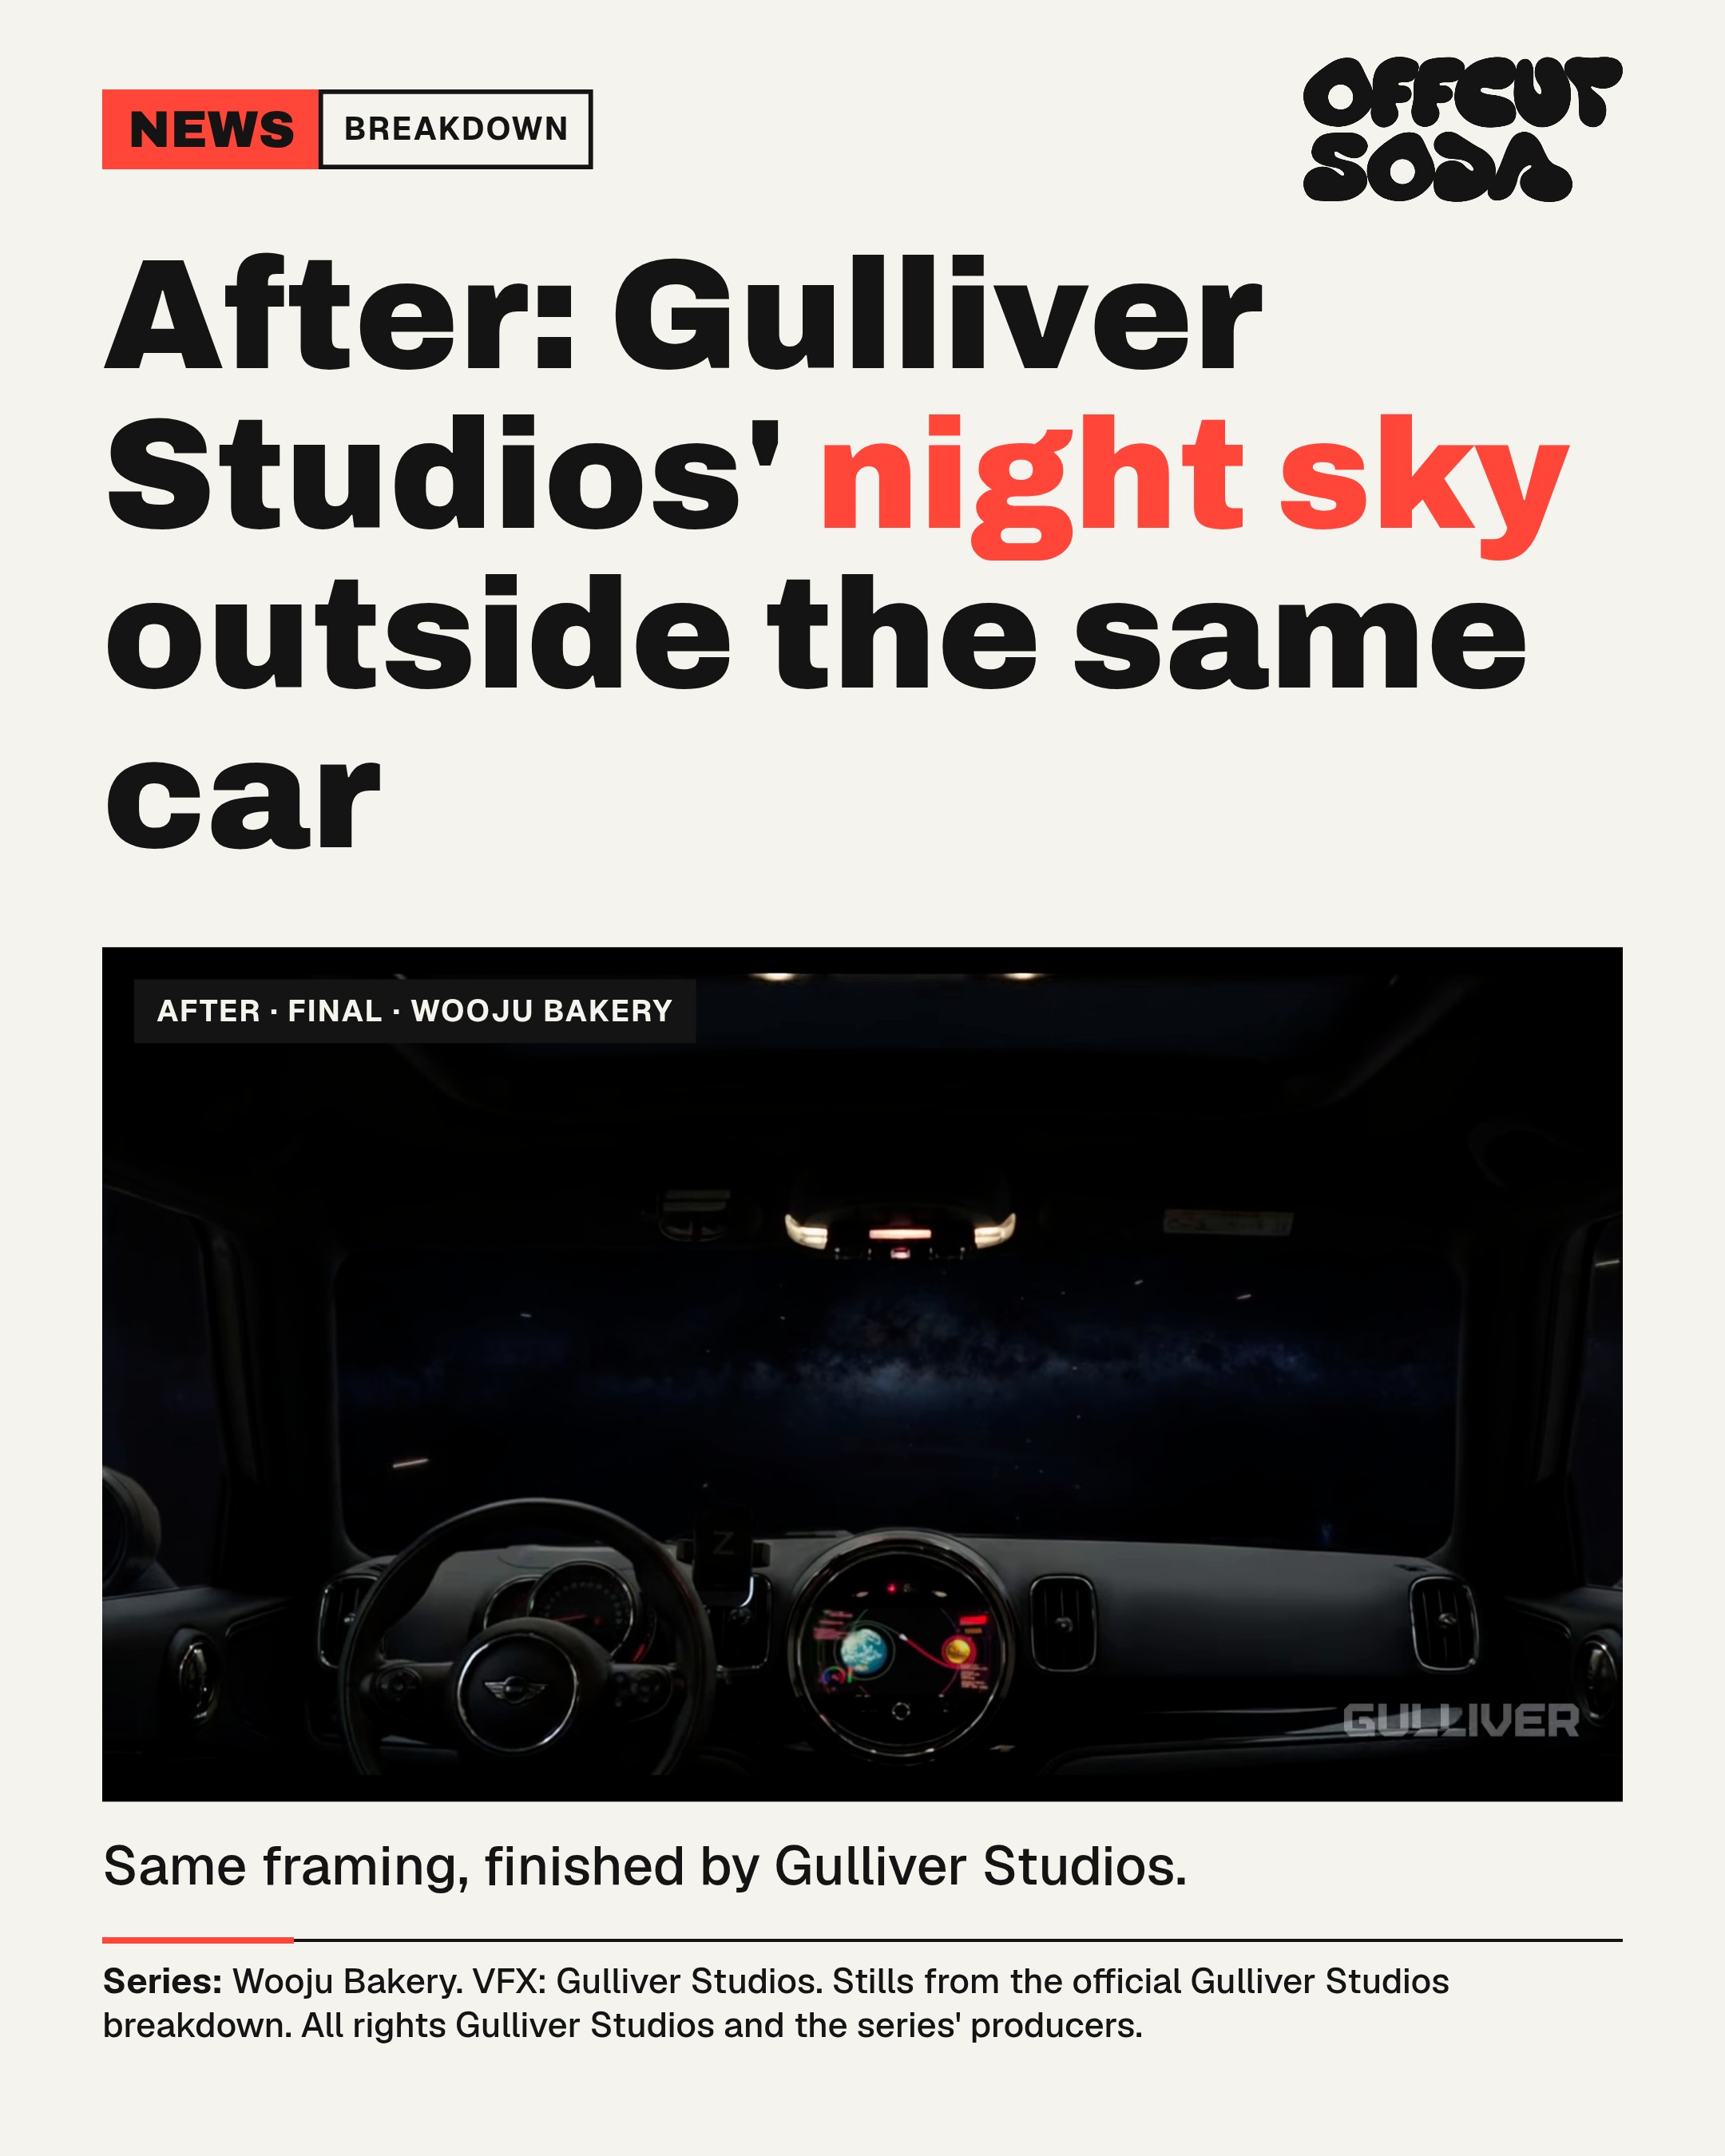 NEWS
BREAKDOWN
OFFCUT
SODA
After: Gulliver
Studios' night sky
outside the same
car
AFTER · FINAL · WOOJU BAKERY
Z
GULLIVER
Same framing, finished by Gulliver Studios.
Series: Wooju Bakery. VFX: Gulliver Studios. Stills from the official Gulliver Studios
breakdown. All rights Gulliver Studios and the series' producers.